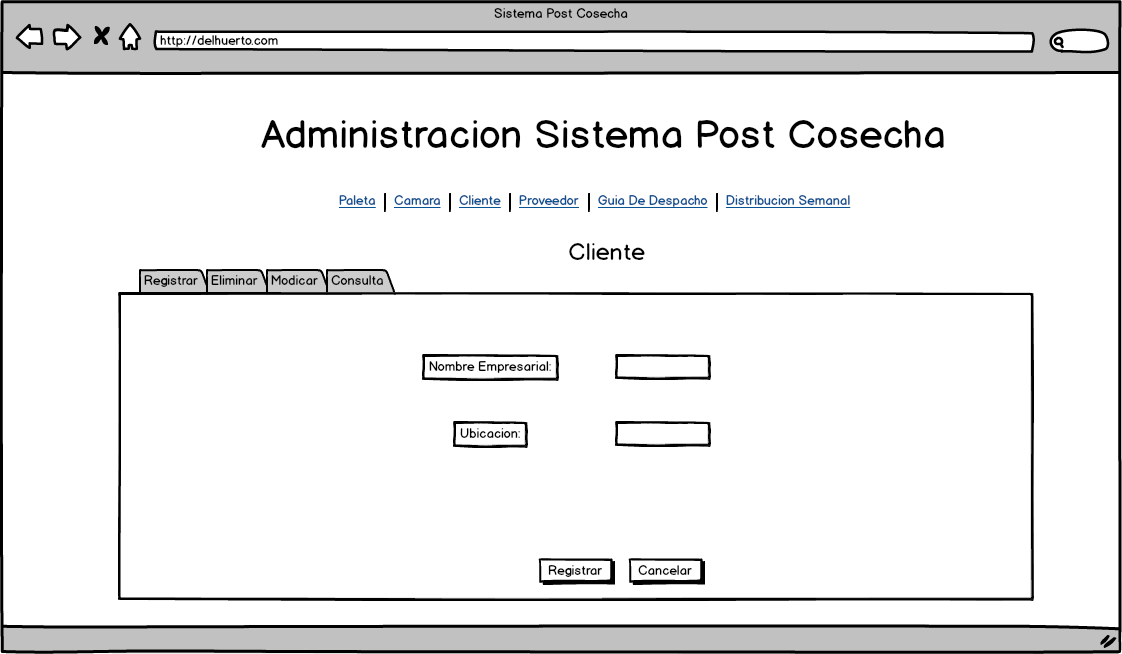 Sistema Post Cosecha
http://delhuerto.com
Administracion Sistema Post Cosecha
Paleta | Camara | Cliente | Proveedor | Guia De Despacho | Distribucion Semanal
Cliente
Registrar Eliminar Modicar Consulta
Nombre Empresarial:
Ubicacion:
Registrar Cancelar